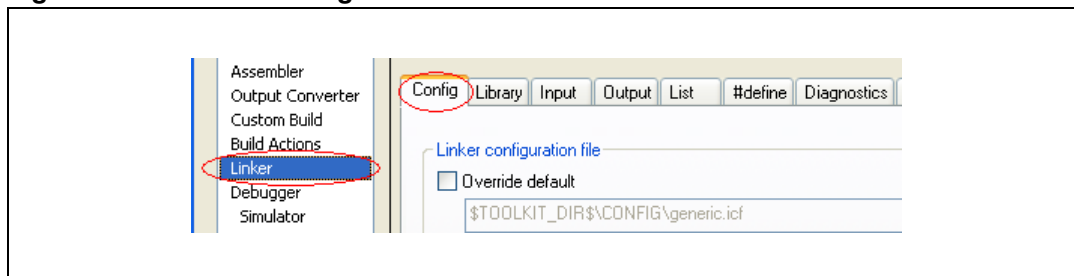 Assembler
Output Converter
Custom Build
Build Actions
Linker
Debugger
Simulator
Config Library Input Output List #define Diagnostics
Linker configuration file
Override default
$TOOLKIT_DIR$\CONFIG\generic.icf